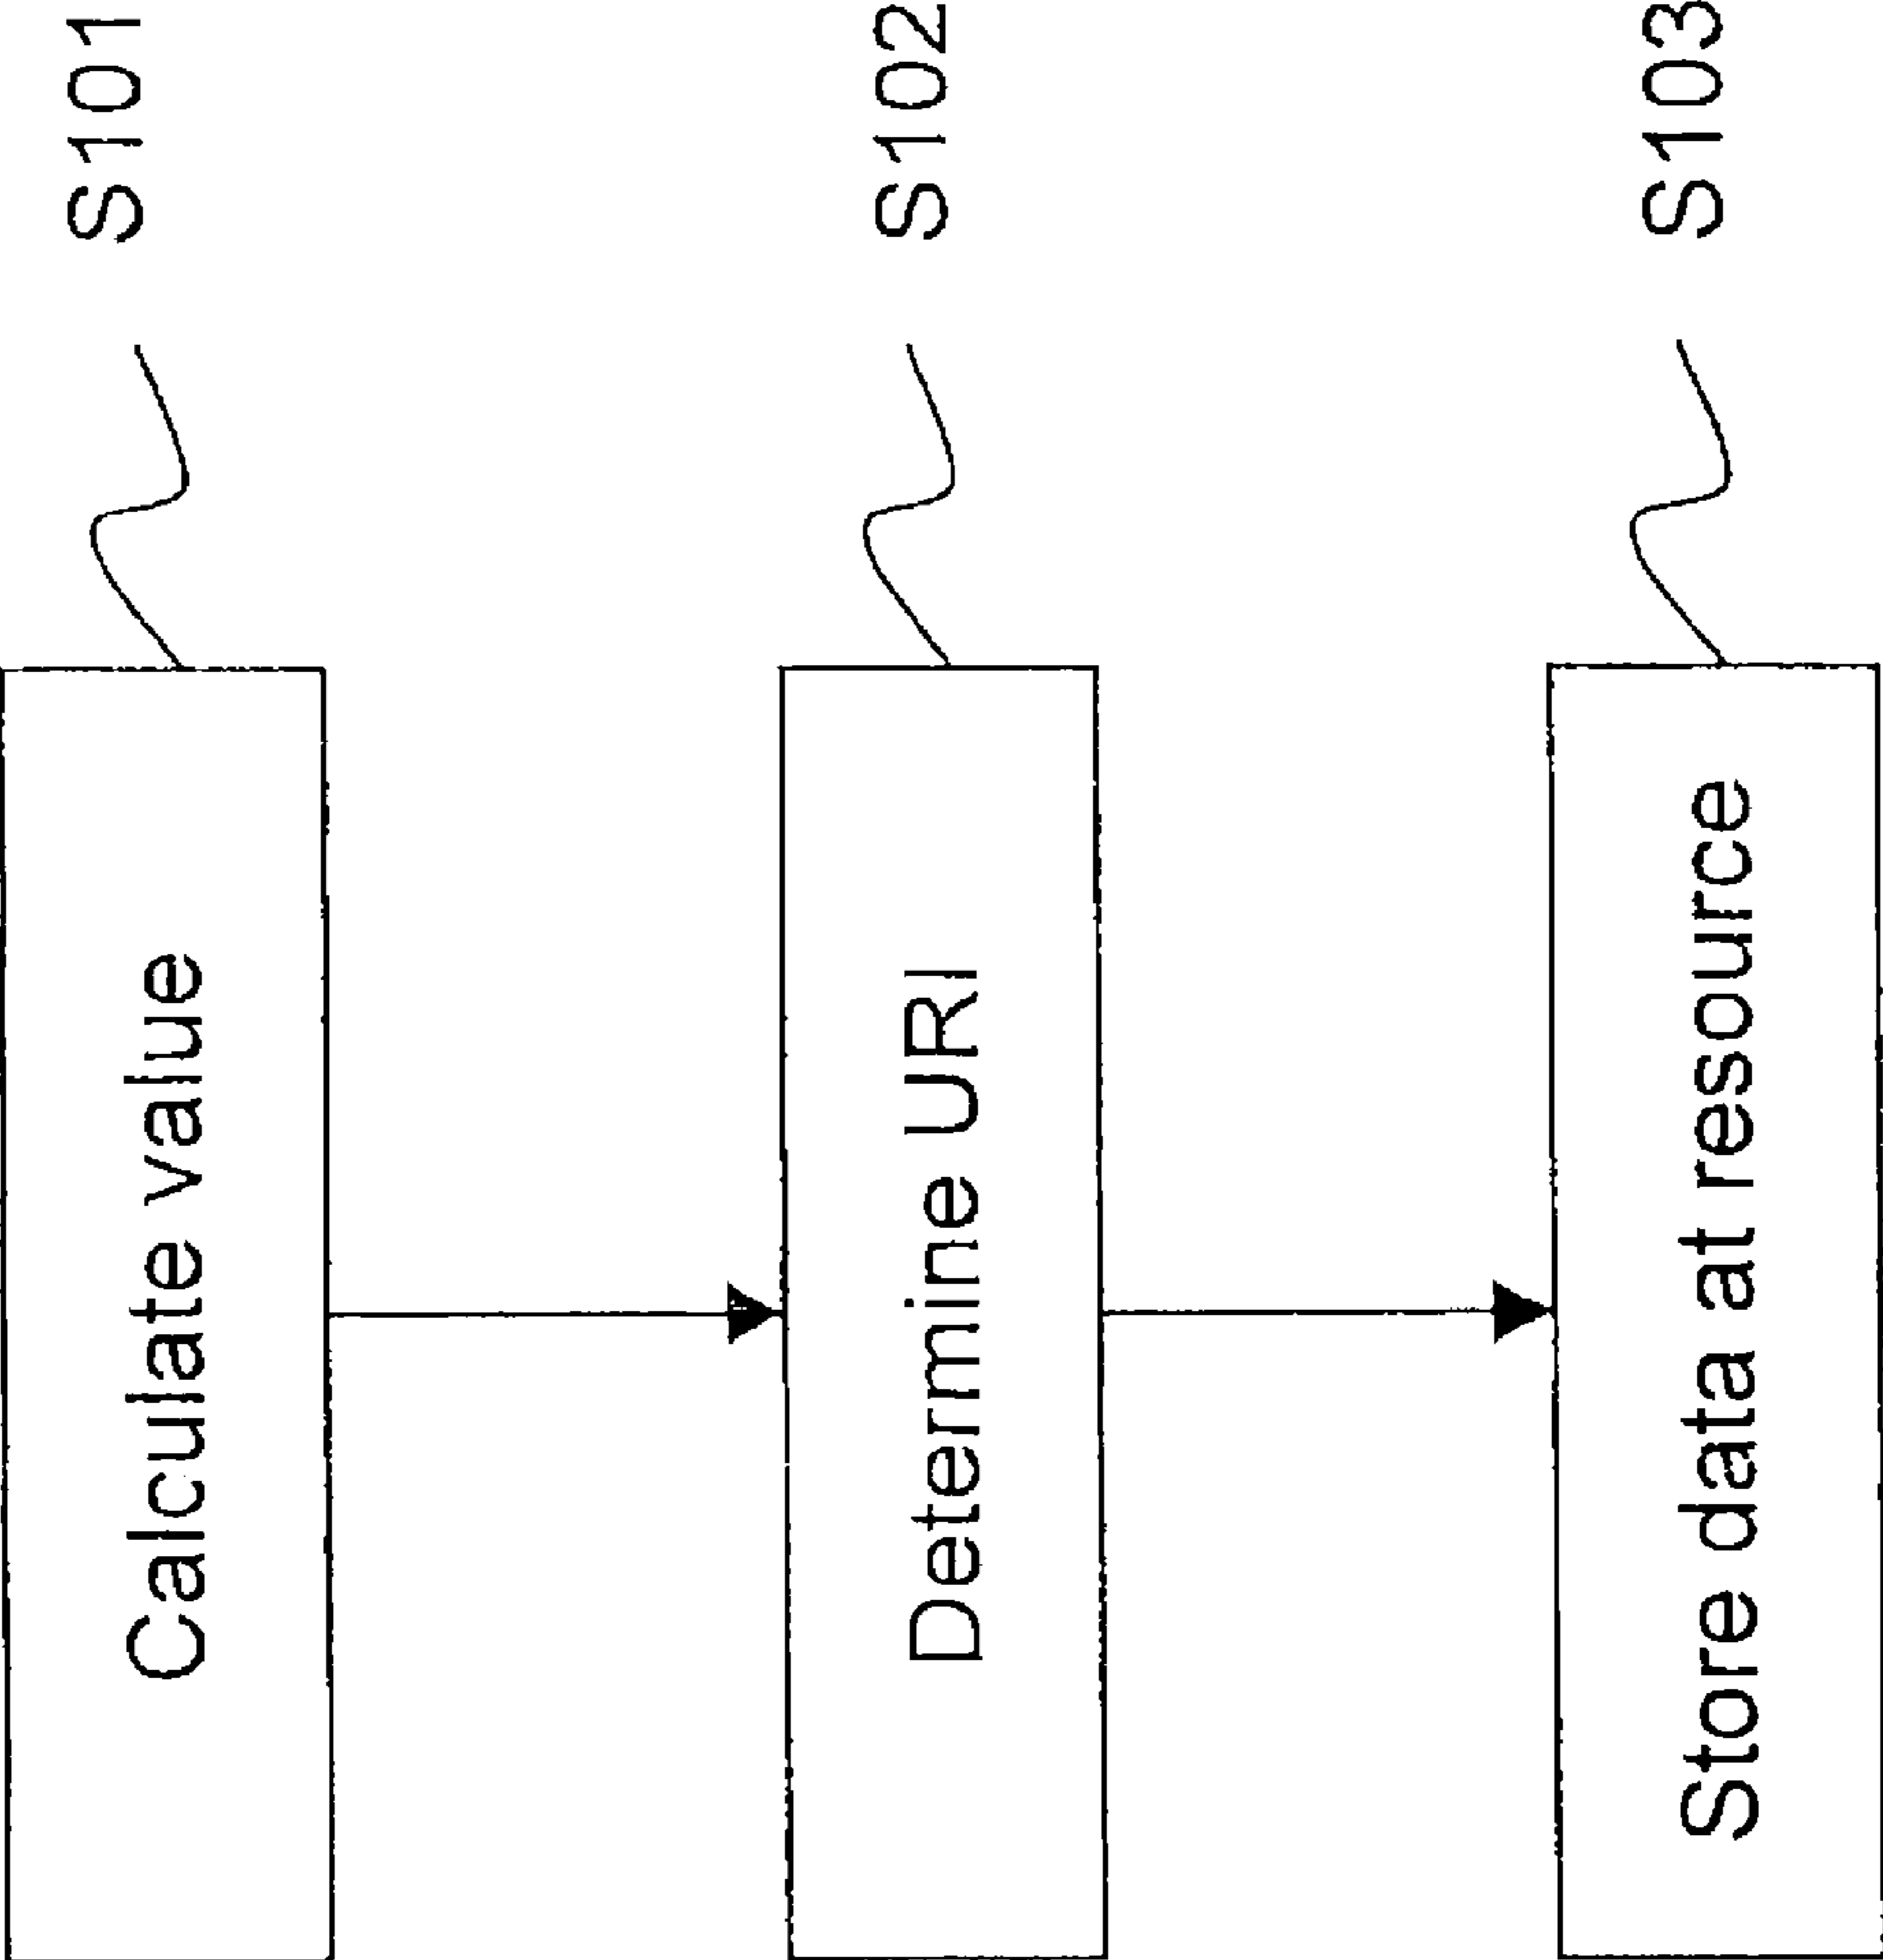 Calculate value
S101
Determine URI
S102
Store data at resource
S103